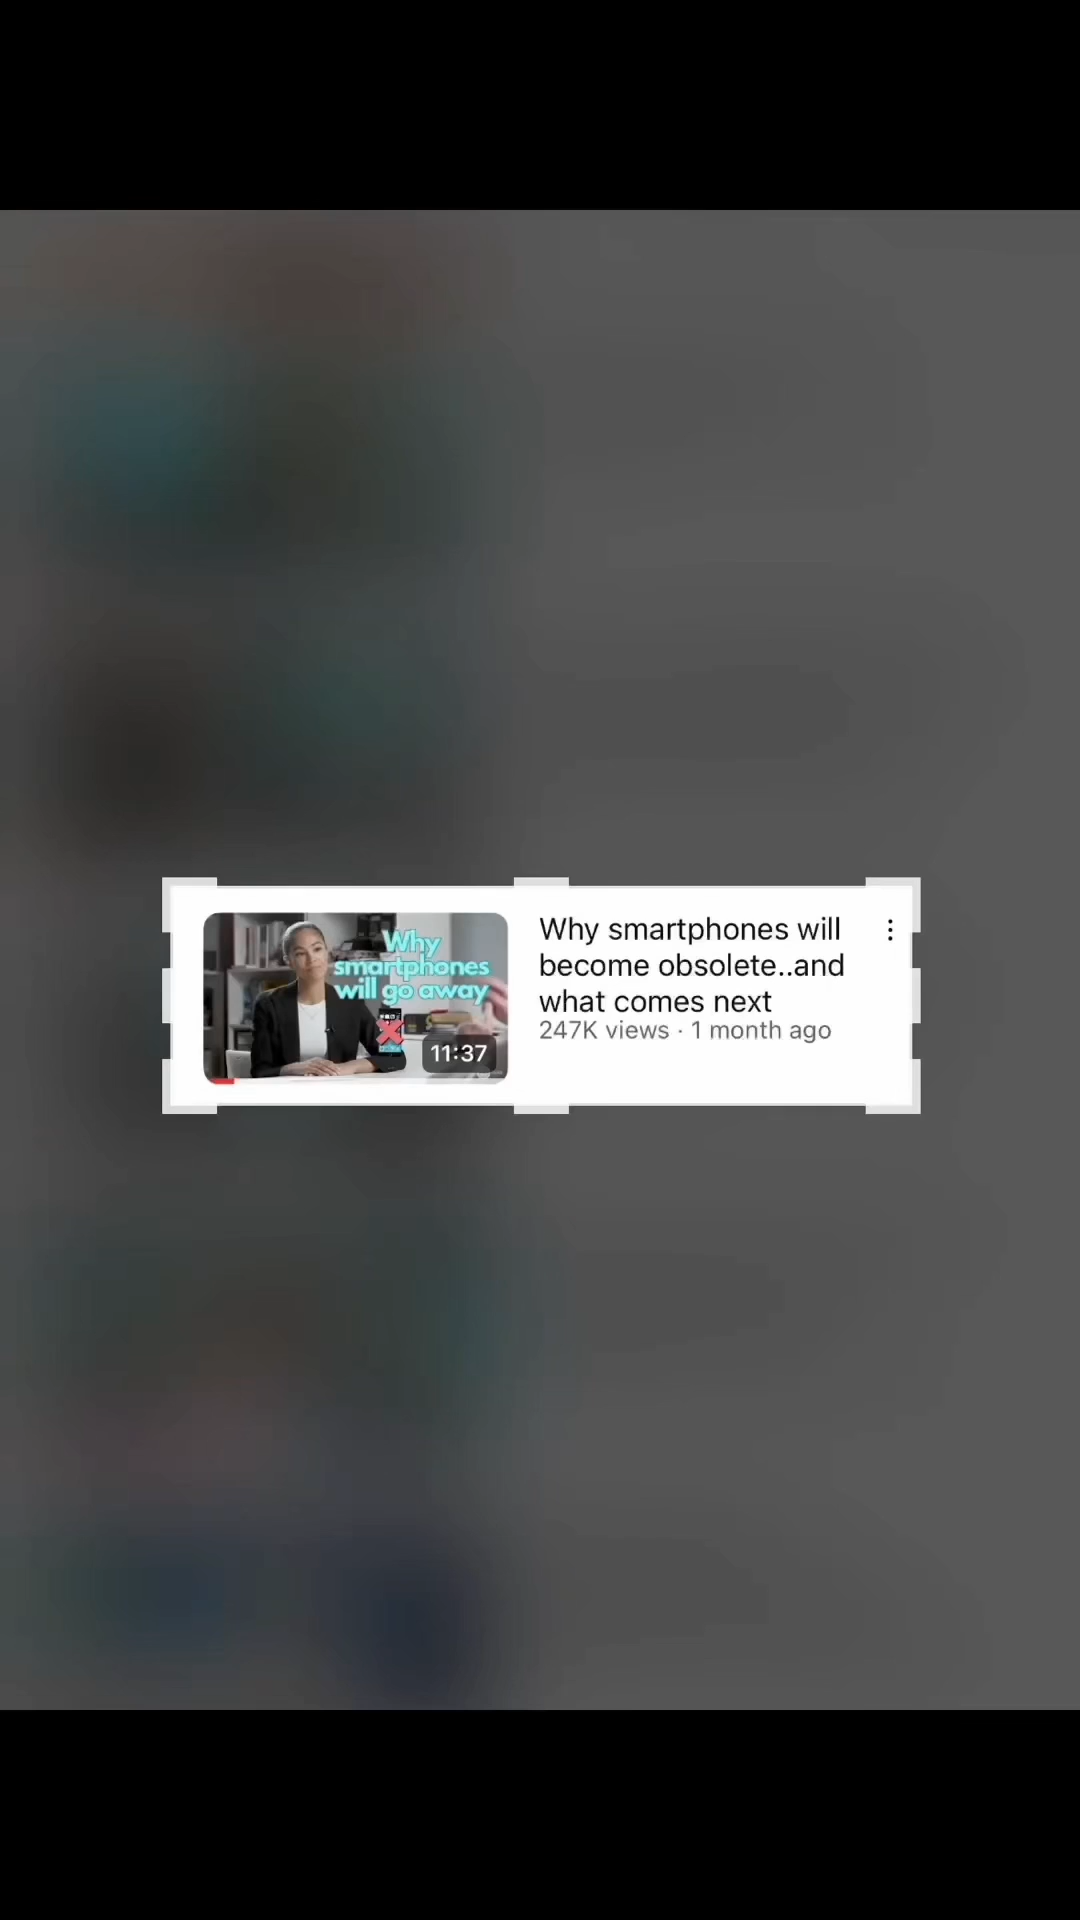 Why
smartphones
will go away
11:37
Why smartphones will
become obsolete..and
what comes next
247K views · 1 month ago